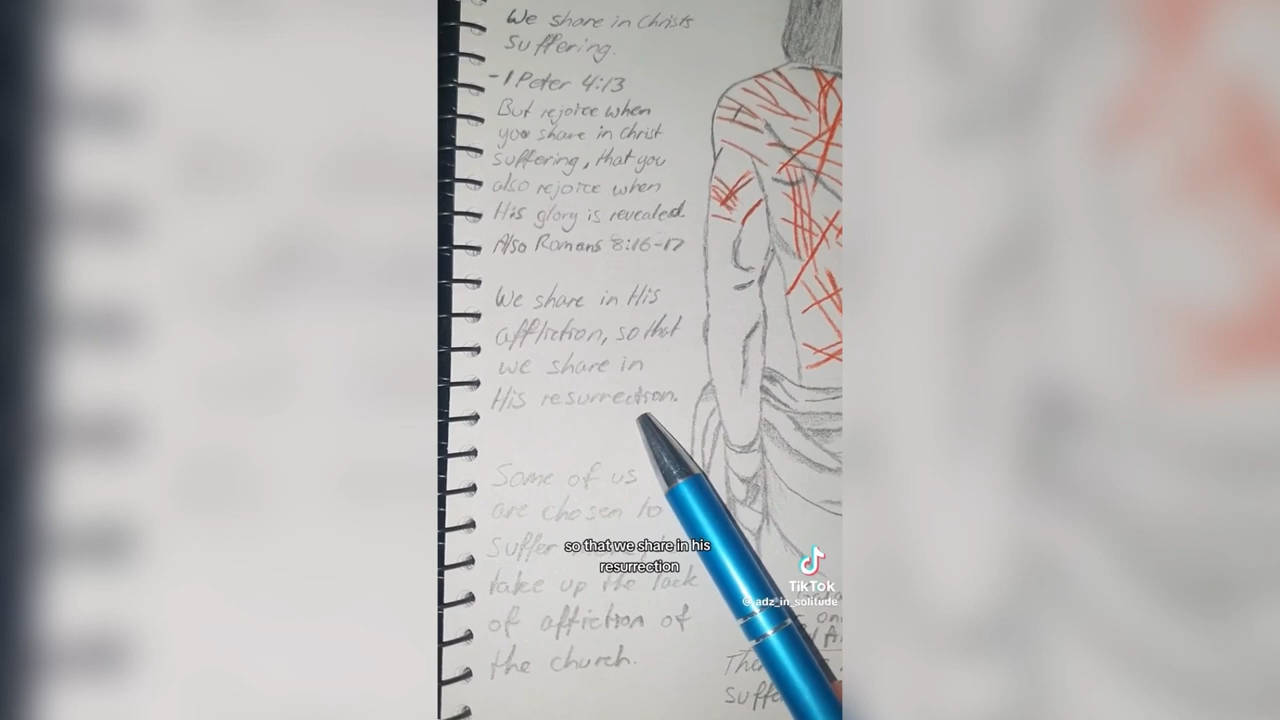 We share in Christs
suffering.
-1 Peter 4:13
But rejoice when
you share in Christ
suffering, that you
also rejoice when
His glory is revealed.
Also Romans 8:16-17
We share in His
affliction, so that
we share in
His resurrection.
Some of us
are chosen to
suffer
take up the lack
of affliction of
the church.
so that we share in his
resurrection
TikTok
@adz_in_solitude